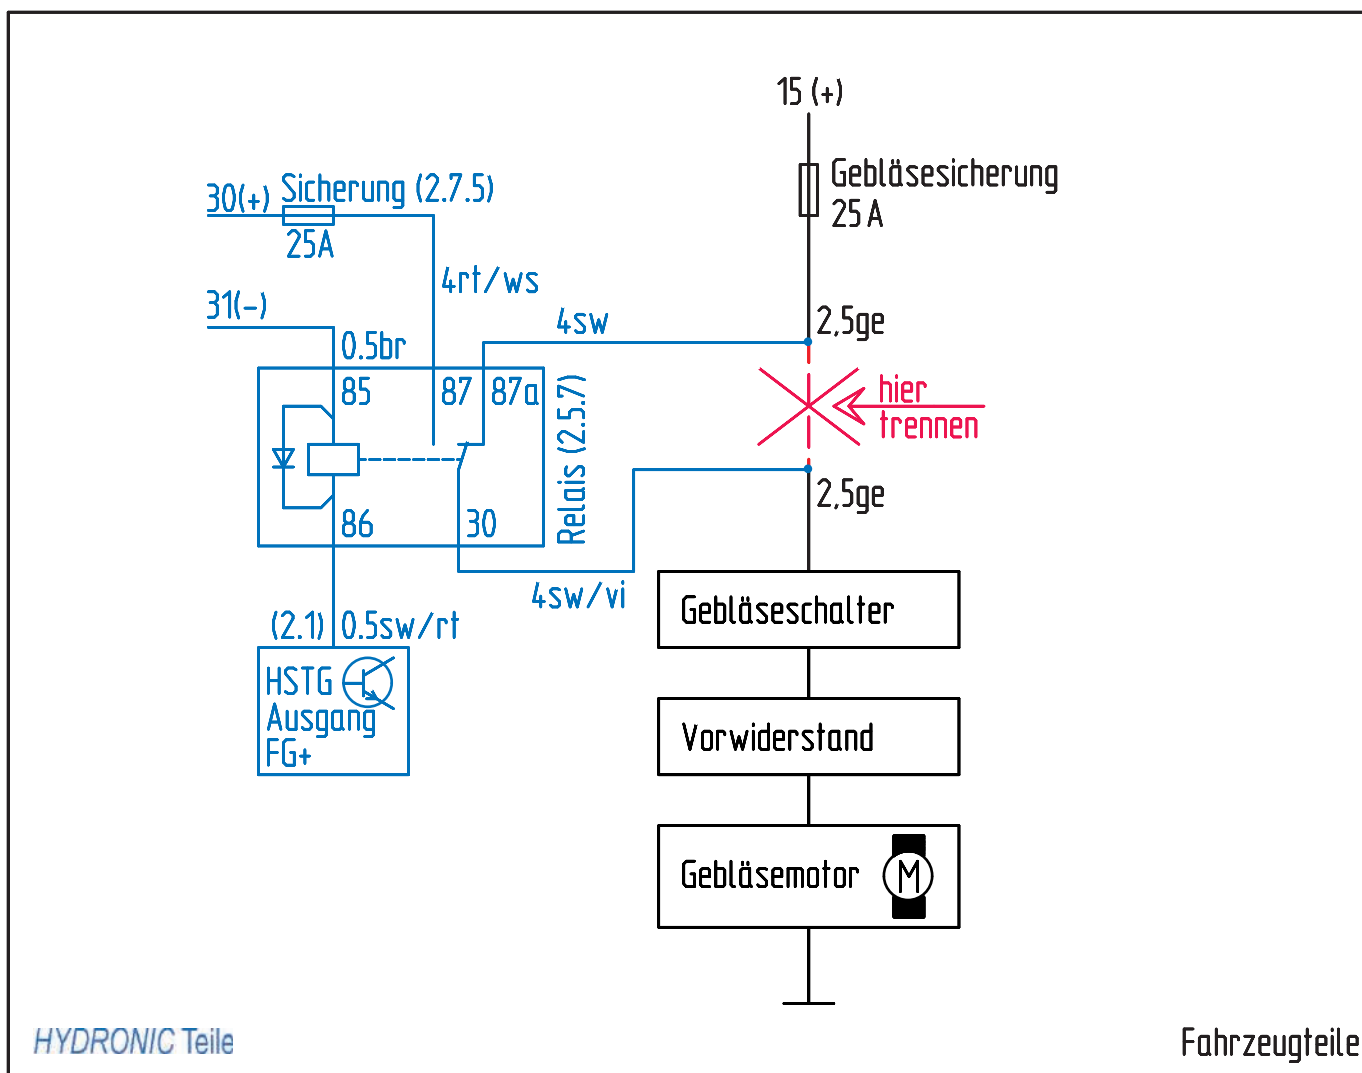 15 (+)
Gebläsesicherung
25 A
30(+)
Sicherung (2.7.5)
25A
4rt/ws
31(-)
0.5br
4sw
2,5ge
85
87
87a
Relais (2.5.7)
hier
trennen
86
30
2,5ge
4sw/vi
(2.1)
0.5sw/rt
HSTG
Ausgang
FG+
Gebläseschalter
Vorwiderstand
Gebläsemotor
M
HYDRONIC Teile
Fahrzeugteile